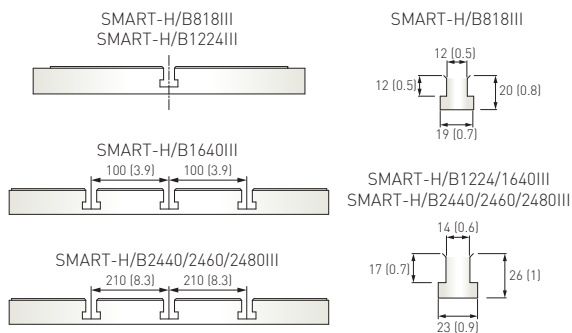 SMART-H/B818III
SMART-H/B1224III
SMART-H/B1640III
100 (3.9) 100 (3.9)
SMART-H/B2440/2460/2480III
210 (8.3) 210 (8.3)
SMART-H/B818III
12 (0.5)
12 (0.5)
20 (0.8)
19 (0.7)
SMART-H/B1224/1640III
SMART-H/B2440/2460/2480III
14 (0.6)
17 (0.7)
26 (1)
23 (0.9)